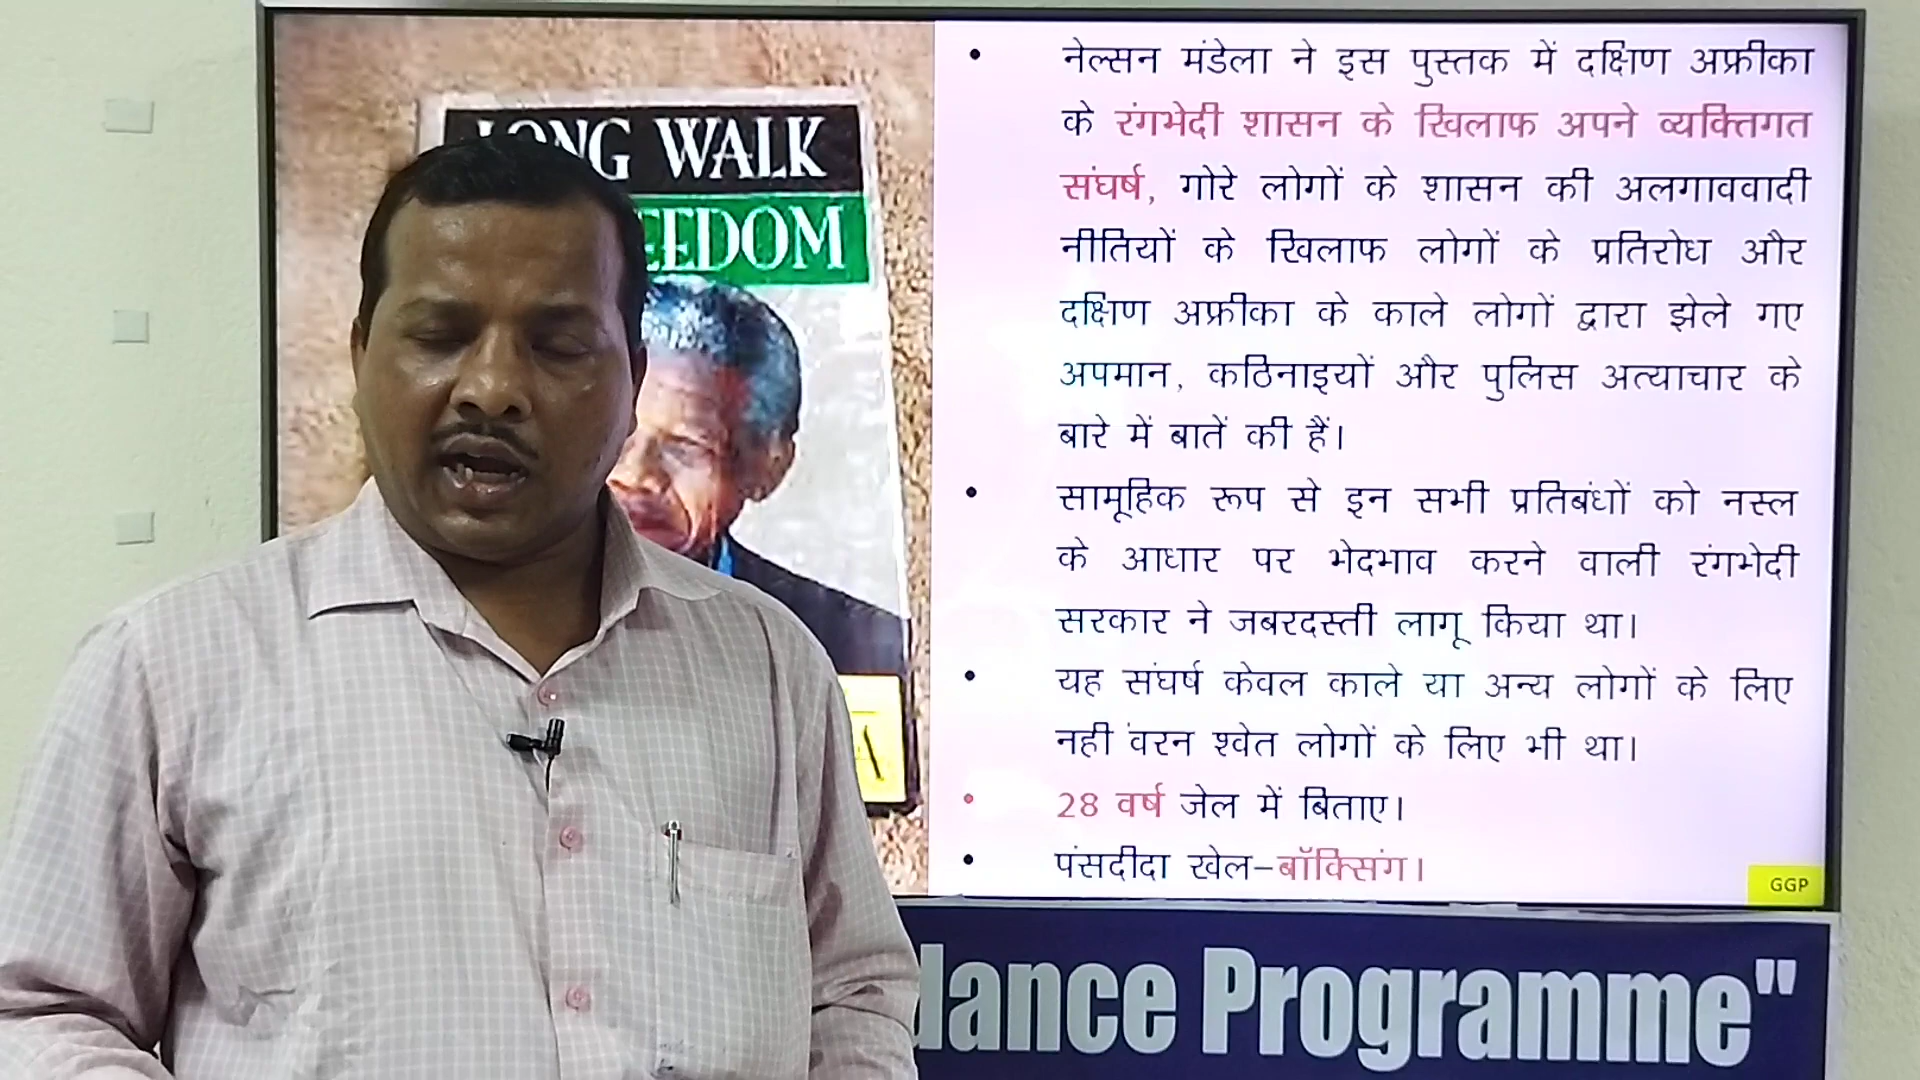 NG WALK
EEDOM
• नेल्सन मंडेला ने इस पुस्तक में दक्षिण अफ्रीका
के रंगभेदी शासन के खिलाफ अपने व्यक्तिगत
संघर्ष, गोरे लोगों के शासन की अलगाववादी
नीतियों के खिलाफ लोगों के प्रतिरोध और
दक्षिण अफ्रीका के काले लोगों द्वारा झेले गए
अपमान, कठिनाइयों और पुलिस अत्याचार के
बारे में बातें की हैं।
• सामूहिक रूप से इन सभी प्रतिबंधों को नस्ल
के आधार पर भेदभाव करने वाली रंगभेदी
सरकार ने जबरदस्ती लागू किया था।
• यह संघर्ष केवल काले या अन्य लोगों के लिए
नहीं वरन श्वेत लोगों के लिए भी था।
• 28 वर्ष जेल में बिताए।
• पंसदीदा खेल–बॉक्सिंग।
GGP
dance Programme"